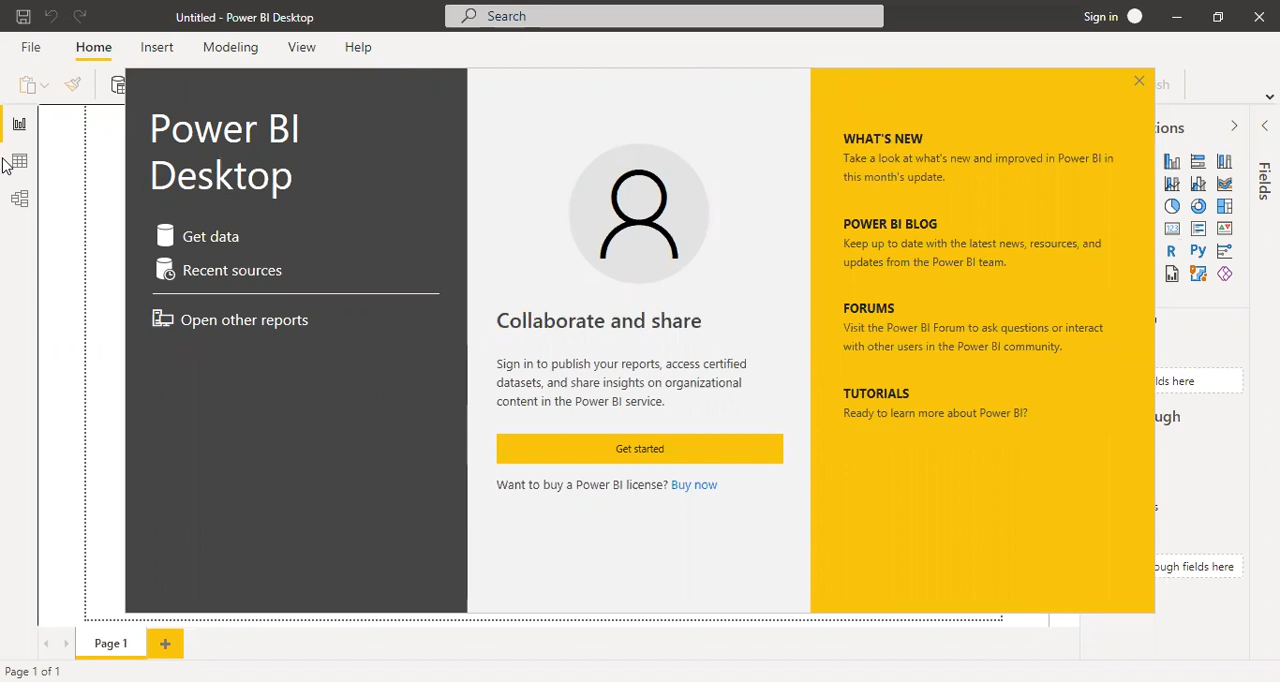 Untitled - Power BI Desktop
Search
Sign in
File Home Insert Modeling View Help
Power BI
Desktop
Get data
Recent sources
Open other reports
Collaborate and share
Sign in to publish your reports, access certified
datasets, and share insights on organizational
content in the Power BI service.
Get started
Want to buy a Power BI license? Buy now
WHAT'S NEW
Take a look at what's new and improved in Power BI in
this month's update.
POWER BI BLOG
Keep up to date with the latest news, resources, and
updates from the Power BI team.
FORUMS
Visit the Power BI Forum to ask questions or interact
with other users in the Power BI community.
TUTORIALS
Ready to learn more about Power BI?
Fields
123
R Py
fields here
fields here
Page 1
Page 1 of 1